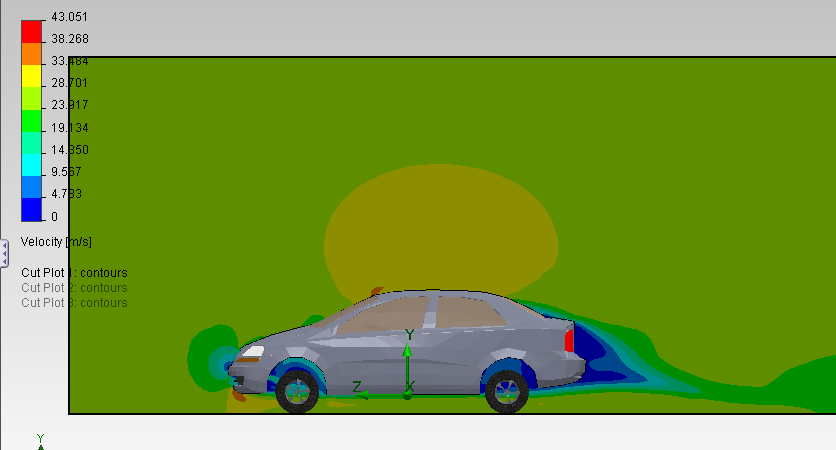 43.051
38.268
33.484
28.701
23.917
19.134
14.350
9.567
4.783
0
Velocity [m/s]
Cut Plot 1: contours
Cut Plot 2: contours
Cut Plot 3: contours
Y
Z
X
Y